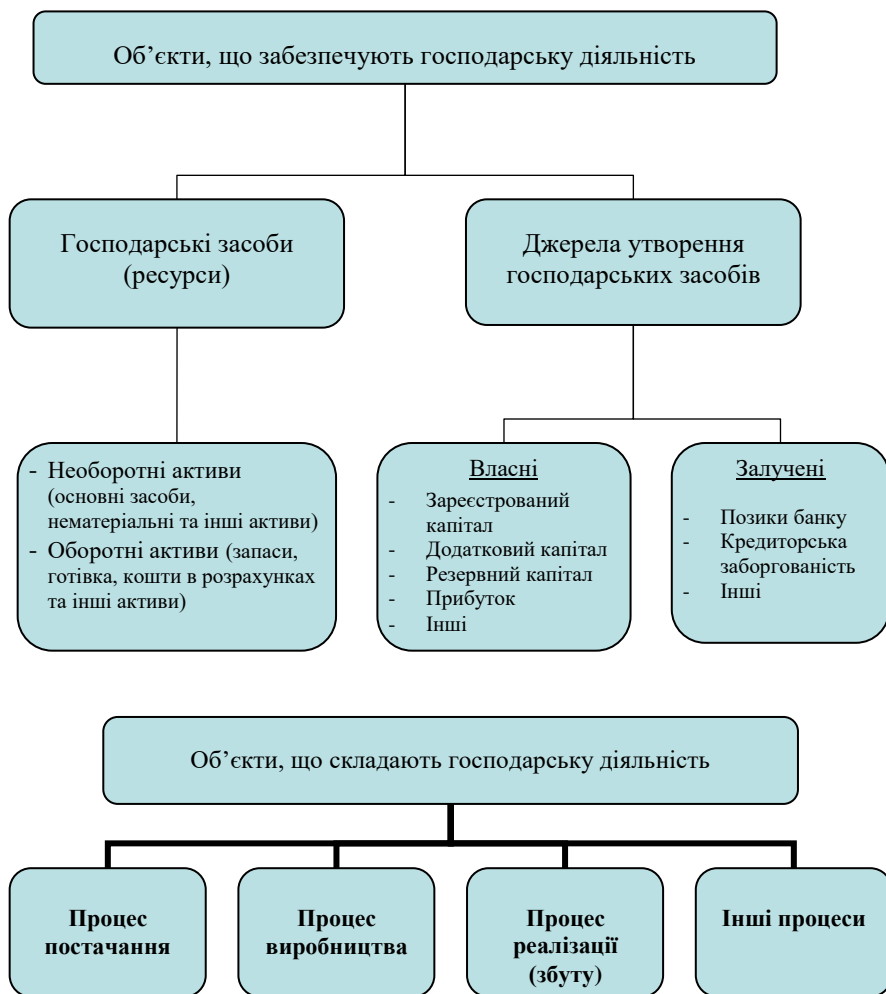 Об’єкти, що забезпечують господарську діяльність
Господарські засоби
(ресурси)
Джерела утворення
господарських засобів
- Необоротні активи
(основні засоби,
нематеріальні та інші активи)
- Оборотні активи (запаси,
готівка, кошти в розрахунках
та інші активи)
Власні
- Зареєстрований
капітал
- Додатковий капітал
- Резервний капітал
- Прибуток
- Інші
Залучені
- Позики банку
- Кредиторська
заборгованість
- Інші
Об’єкти, що складають господарську діяльність
Процес
постачання
Процес
виробництва
Процес
реалізації
(збуту)
Інші процеси